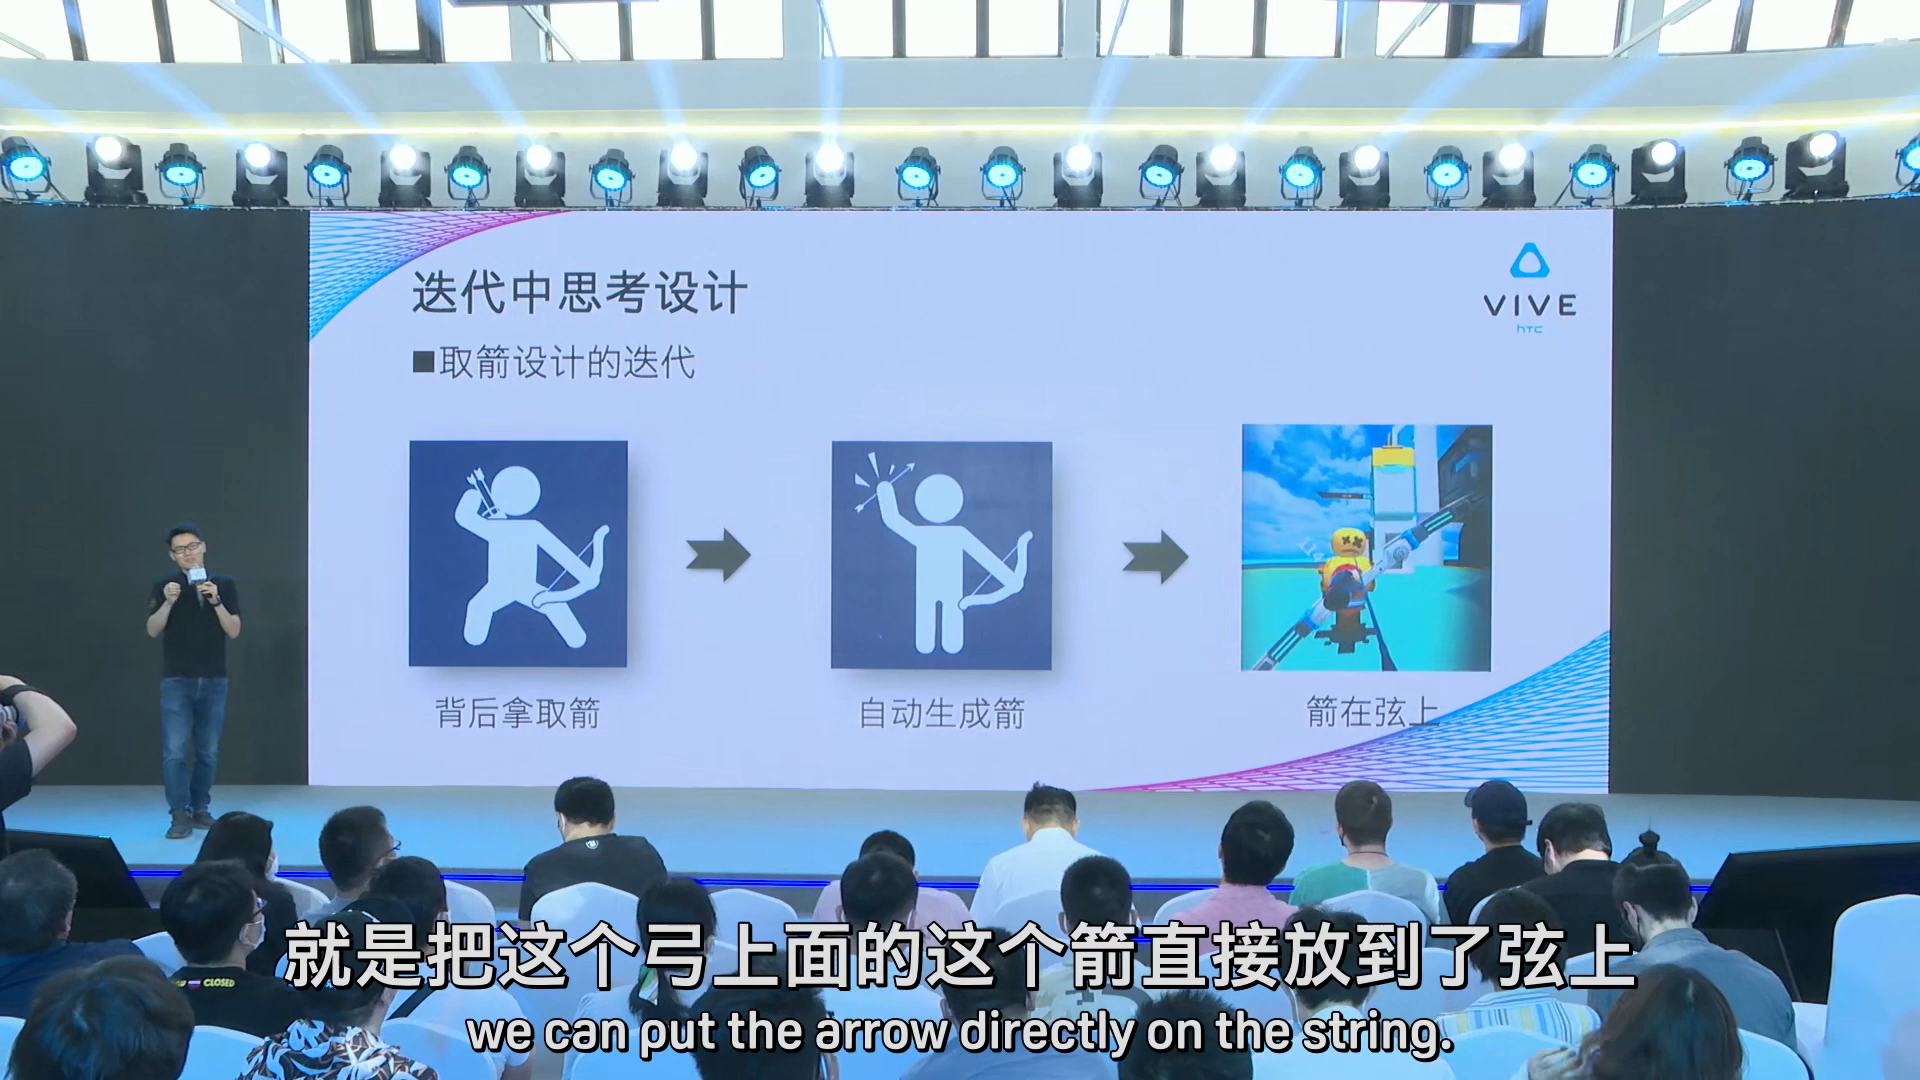 迭代中思考设计
VIVE
htc
■取箭设计的迭代
114
背后拿取箭
自动生成箭
箭在弦上
CLOSED
就是把这个弓上面的这个箭直接放到了弦上
we can put the arrow directly on the string.